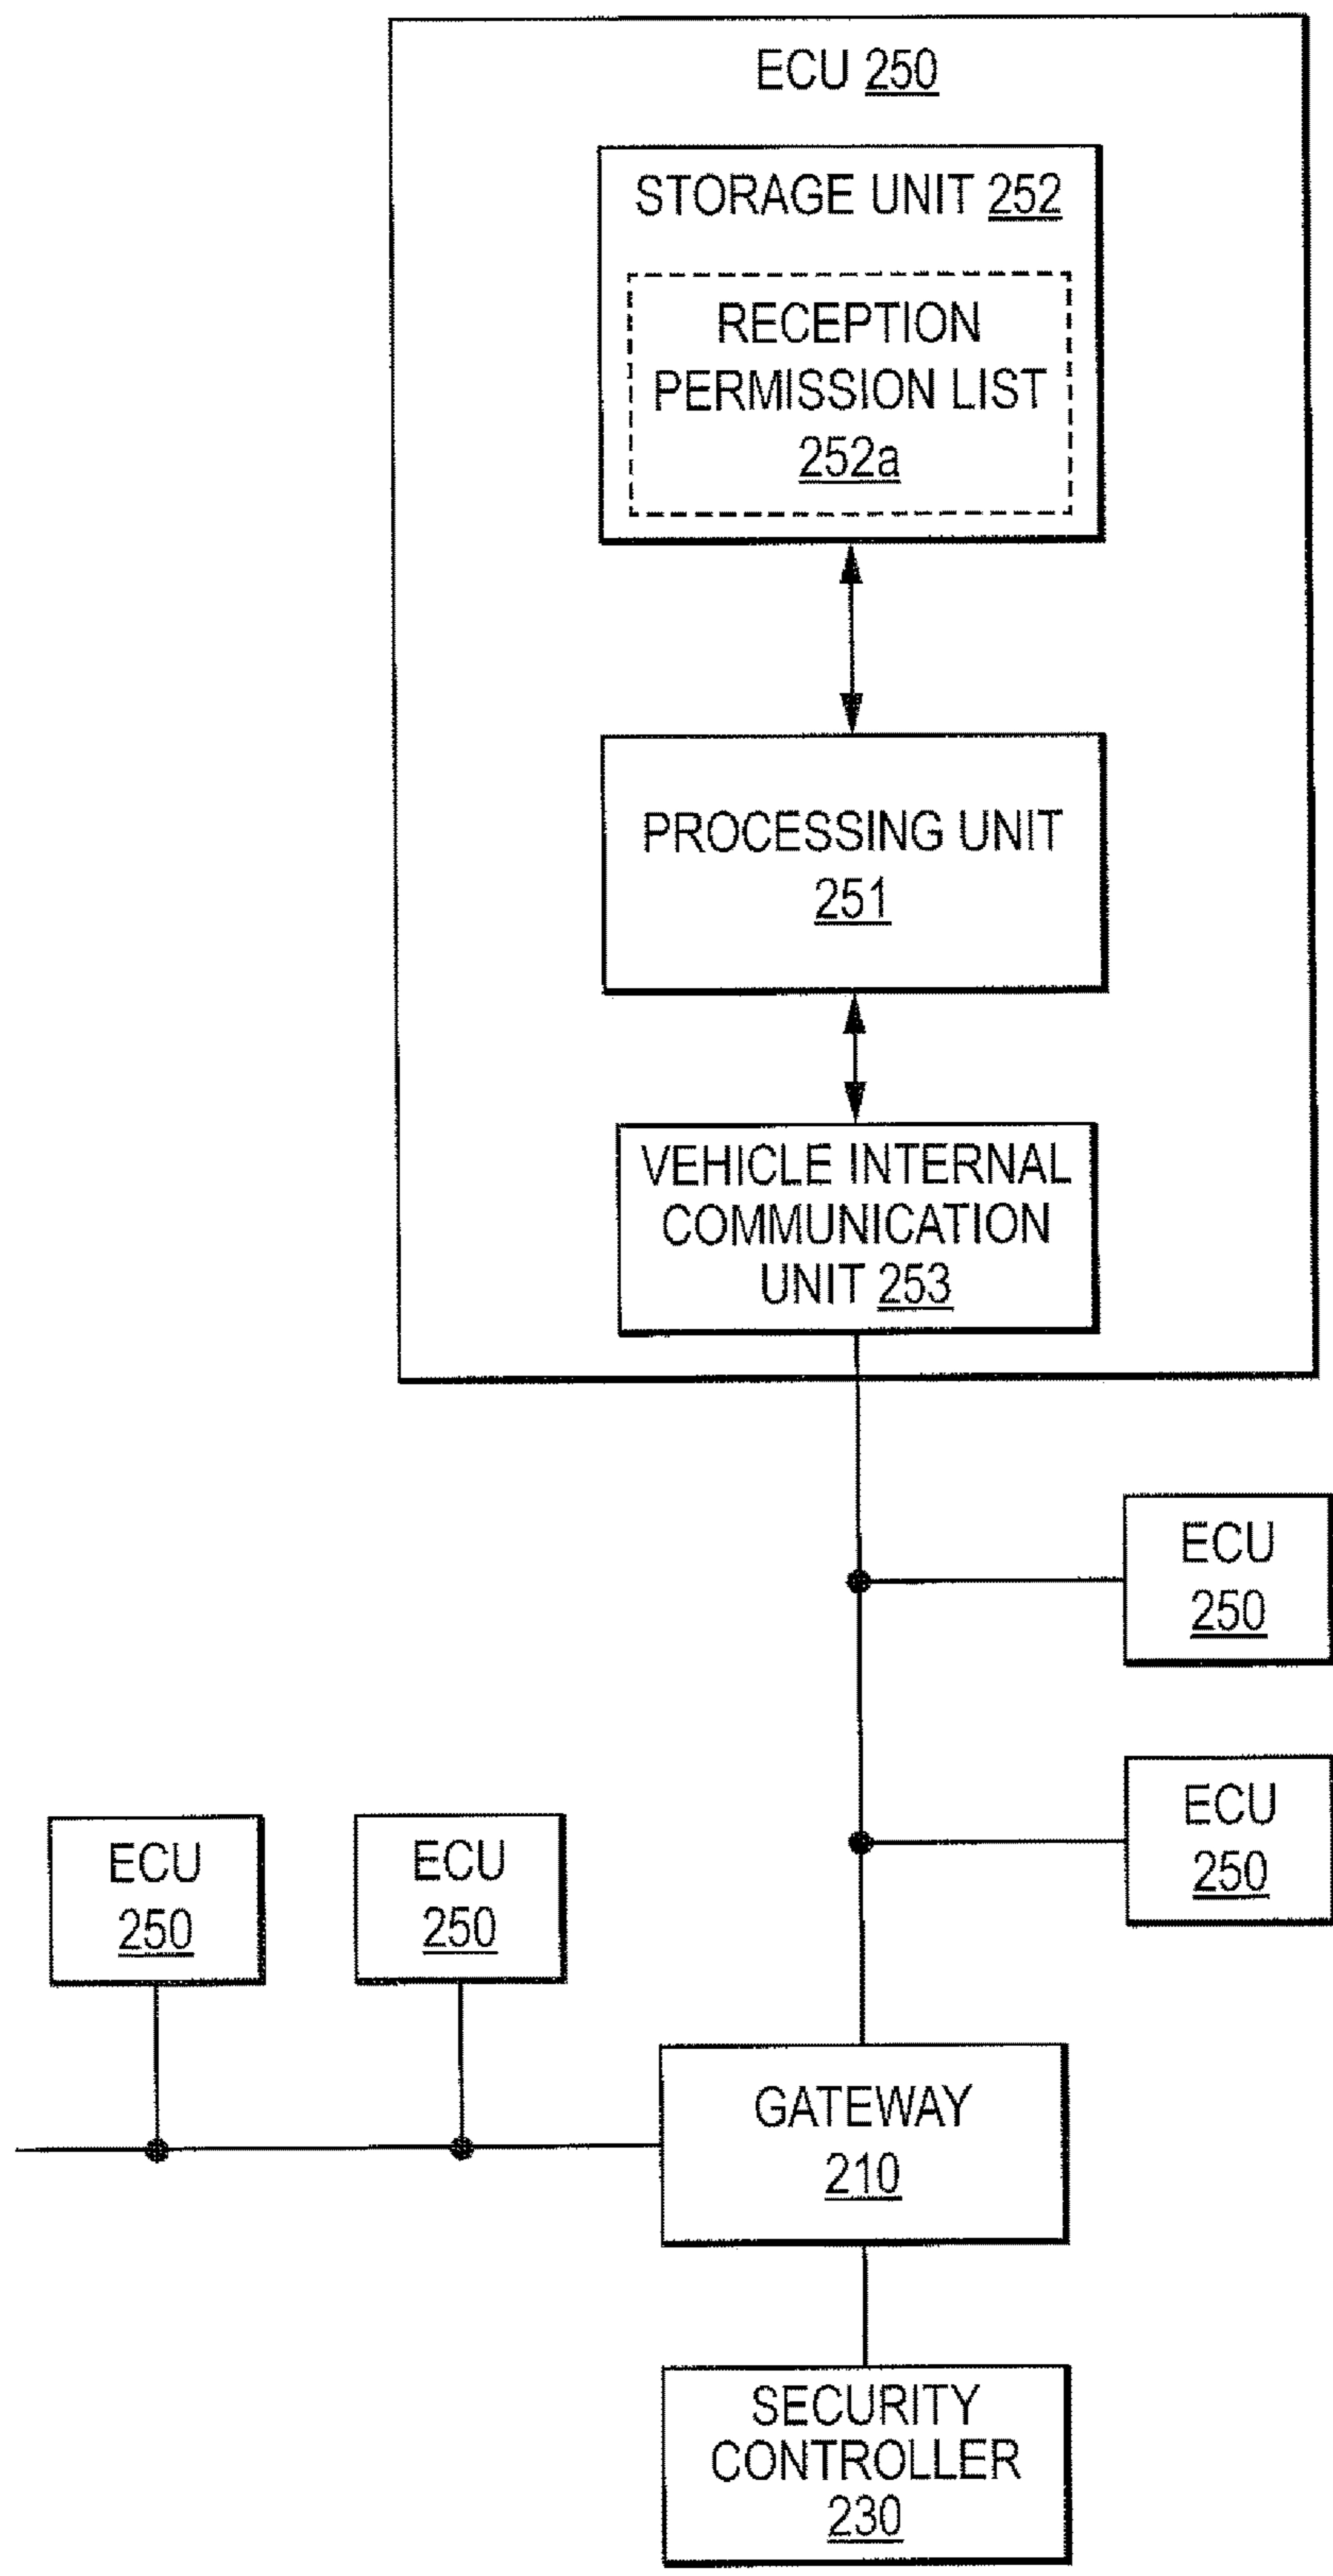 ECU 250
STORAGE UNIT 252
RECEPTION
PERMISSION LIST
252a
PROCESSING UNIT
251
VEHICLE INTERNAL
COMMUNICATION
UNIT 253
ECU
250
ECU
250
ECU
250
ECU
250
GATEWAY
210
SECURITY
CONTROLLER
230